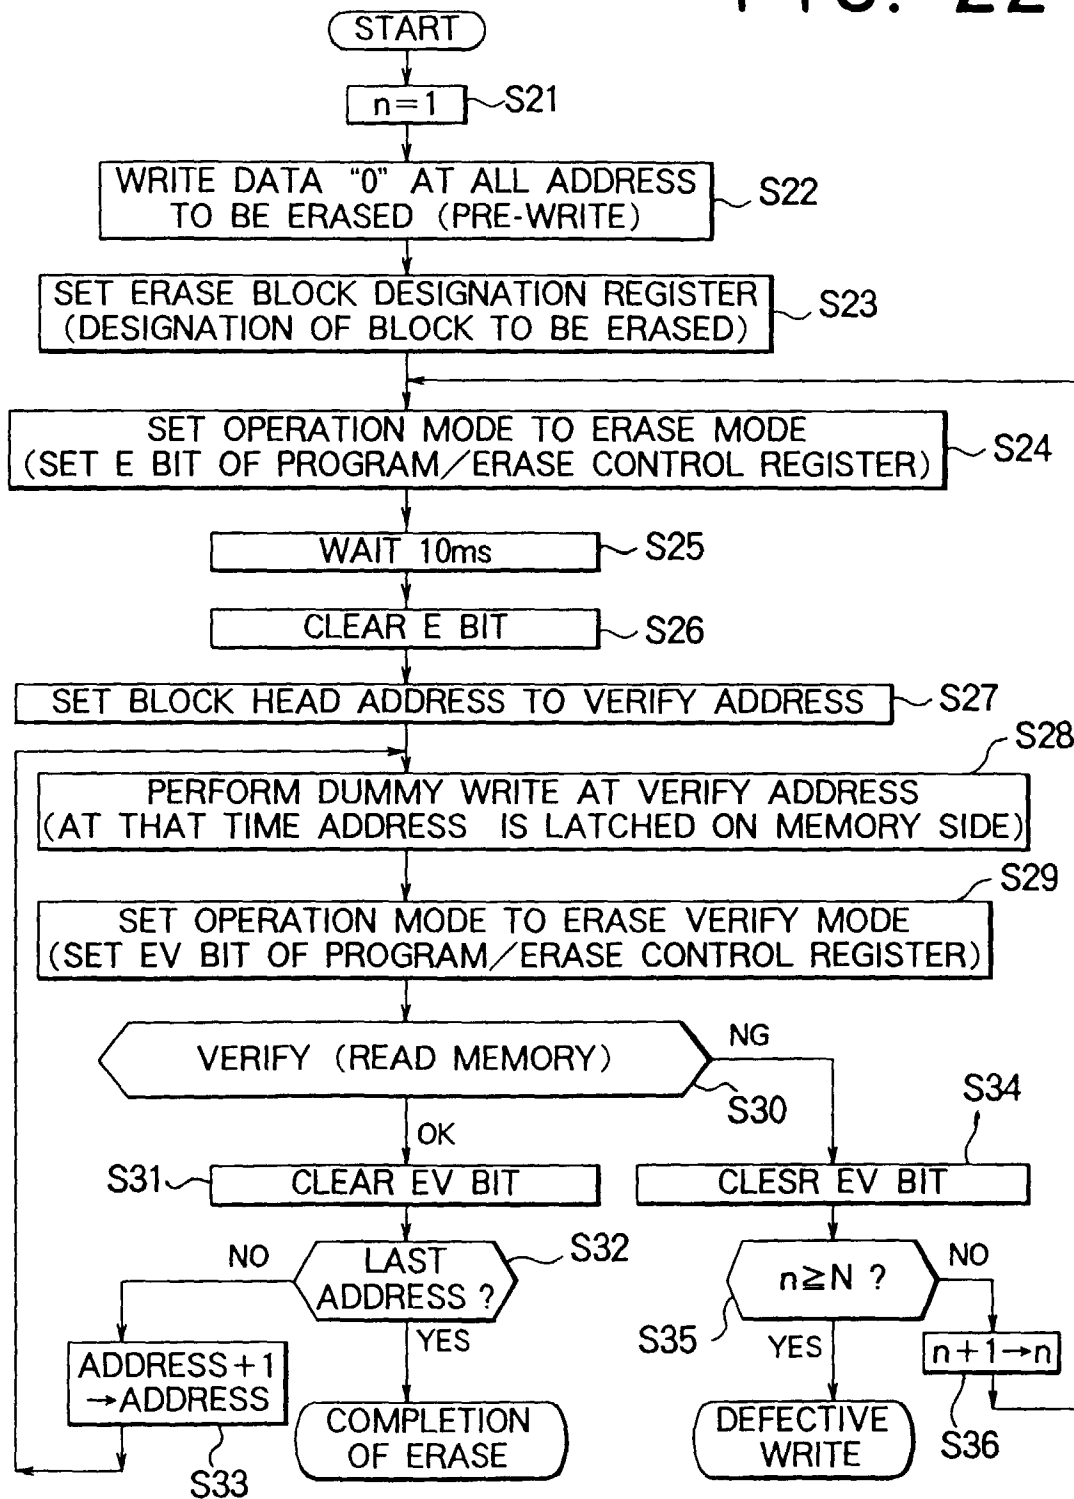 FIG. 22
START
n=1
S21
WRITE DATA "0" AT ALL ADDRESS
TO BE ERASED (PRE-WRITE)
S22
SET ERASE BLOCK DESIGNATION REGISTER
(DESIGNATION OF BLOCK TO BE ERASED)
S23
SET OPERATION MODE TO ERASE MODE
(SET E BIT OF PROGRAM/ERASE CONTROL REGISTER)
S24
WAIT 10ms
S25
CLEAR E BIT
S26
SET BLOCK HEAD ADDRESS TO VERIFY ADDRESS
S27
S28
PERFORM DUMMY WRITE AT VERIFY ADDRESS
(AT THAT TIME ADDRESS IS LATCHED ON MEMORY SIDE)
S29
SET OPERATION MODE TO ERASE VERIFY MODE
(SET EV BIT OF PROGRAM/ERASE CONTROL REGISTER)
VERIFY (READ MEMORY)
NG
S30
OK
S34
S31
CLEAR EV BIT
CLESR EV BIT
NO
LAST
ADDRESS ?
S32
n≧N ?
NO
S35
YES
YES
ADDRESS+1
→ADDRESS
n+1→n
S36
COMPLETION
OF ERASE
DEFECTIVE
WRITE
S33